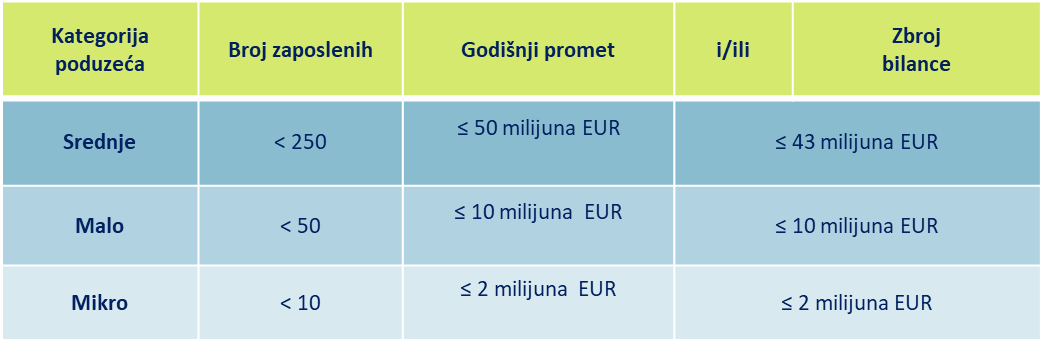 Kategorija
poduzeća
Broj zaposlenih
Godišnji promet
i/ili
Zbroj
bilance
Srednje
< 250
≤ 50 milijuna EUR
≤ 43 milijuna EUR
Malo
< 50
≤ 10 milijuna  EUR
≤ 10 milijuna EUR
Mikro
< 10
≤ 2 milijuna  EUR
≤ 2 milijuna EUR